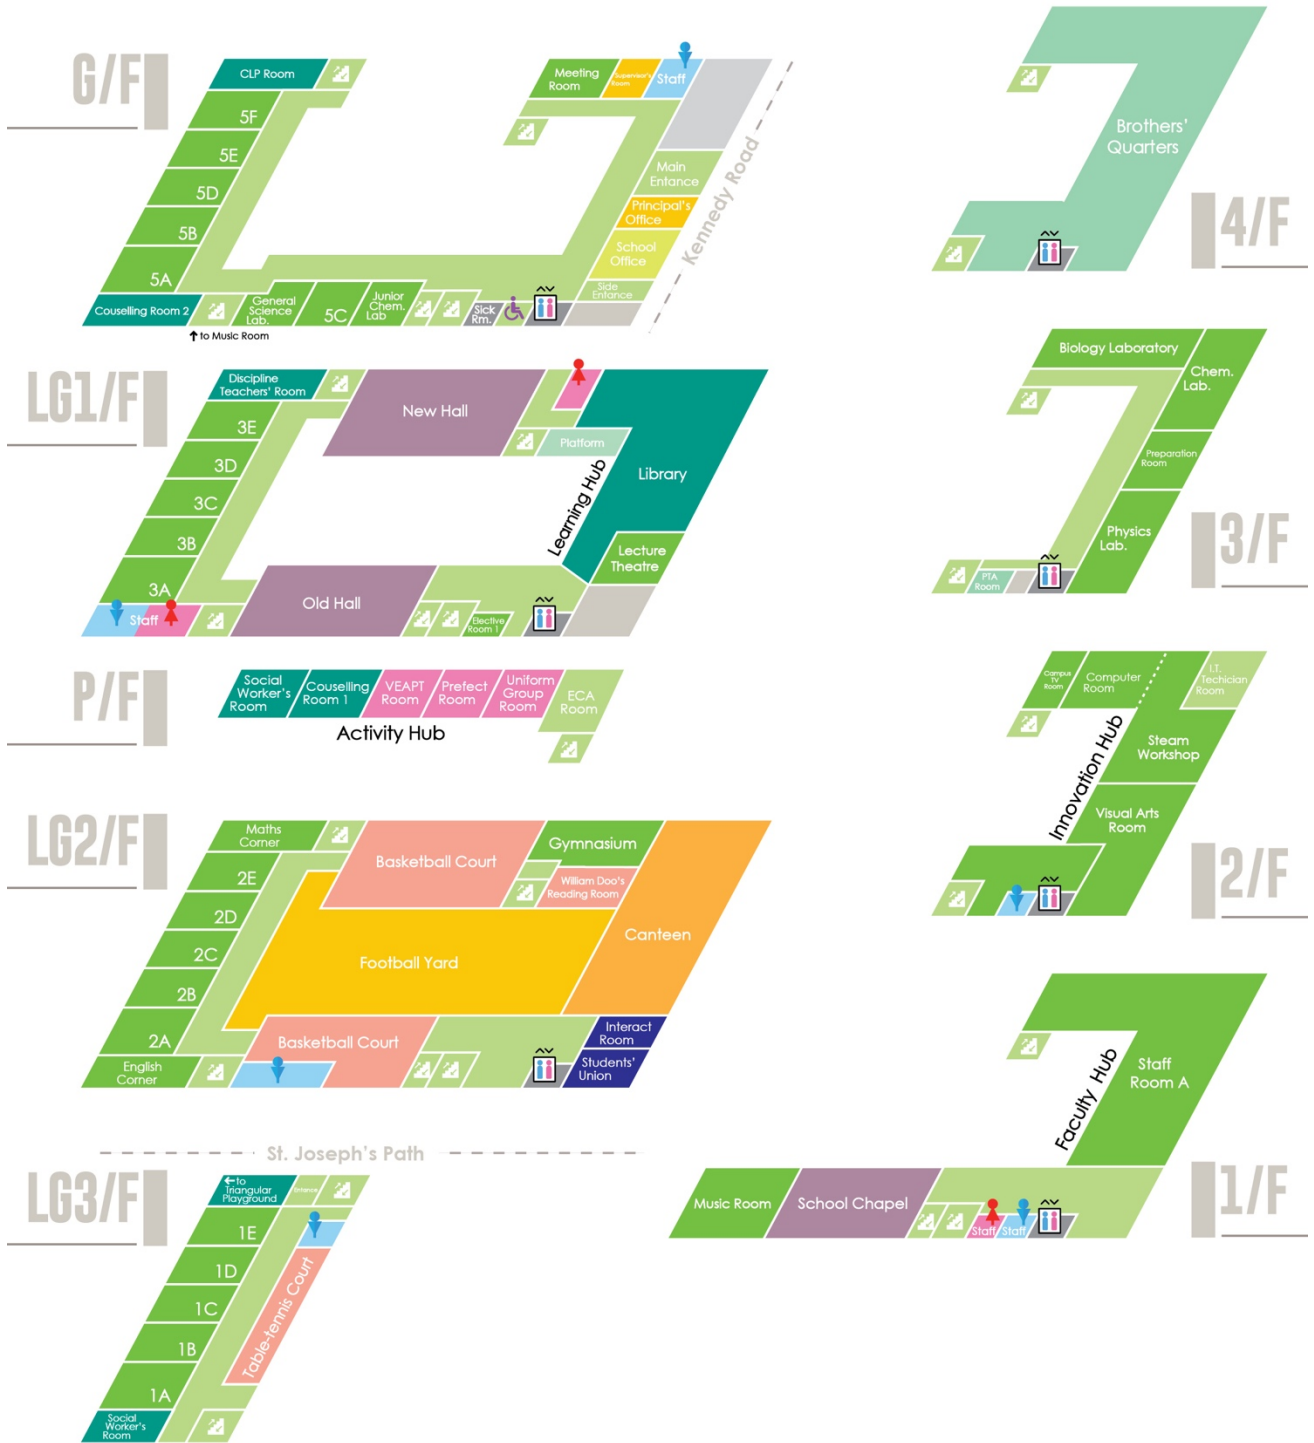 G/F
CLP Room
5F
5E
5D
5B
5A
Couselling Room 2
General
Science
Lab.
5C
Junior
Chem.
Lab
Sick
Rm.
↑ to Music Room
Meeting
Room
Supervisor's
Room
Staff
Main
Entance
Principal's
Office
School
Office
Side
Entance
Kennedy Road
LG1/F
Discipline
Teachers' Room
3E
3D
3C
3B
3A
Staff
New Hall
Old Hall
Platform
Learning Hub
Library
Lecture
Theatre
Elective
Room 1
P/F
Social
Worker's
Room
Couselling
Room 1
VEAPT
Room
Prefect
Room
Uniform
Group
Room
ECA
Room
Activity Hub
LG2/F
Maths
Corner
2E
2D
2C
2B
2A
English
Corner
Basketball Court
Gymnasium
William Doo's
Reading Room
Football Yard
Canteen
Basketball Court
Interact
Room
Students'
Union
St. Joseph's Path
LG3/F
←to
Triangular
Playground
Entance
1E
1D
1C
1B
1A
Social
Worker's
Room
Table-tennis Court
4/F
Brothers'
Quarters
3/F
Biology Laboratory
Chem.
Lab.
Preparation
Room
Physics
Lab.
PTA
Room
2/F
Campus
TV
Room
Computer
Room
I.T.
Techician
Room
Steam
Workshop
Innovation Hub
Visual Arts
Room
1/F
Staff
Room A
Faculty Hub
Music Room
School Chapel
Staff
Staff